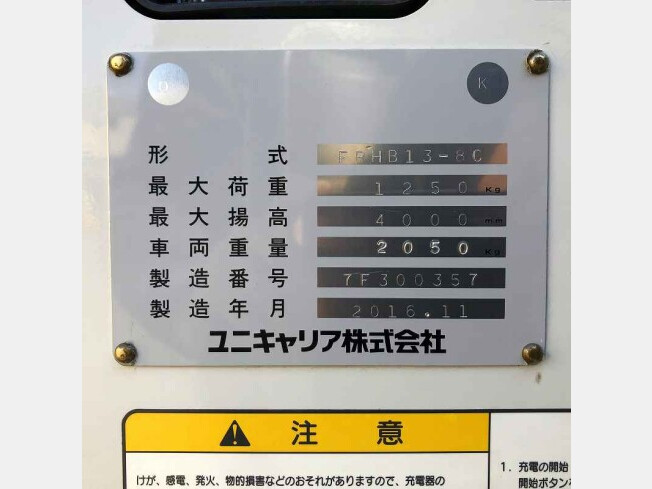 K
形式 FRHB13-8C
最大荷重 1250 Kg
最大揚高 4000 mm
車両重量 2050 Kg
製造番号 7F300357
製造年月 2016.11
ユニキャリア株式会社
注意
けが、感電、発火、物的損害などのおそれがありますので、充電器の
1. 充電の開始
開始ボタン